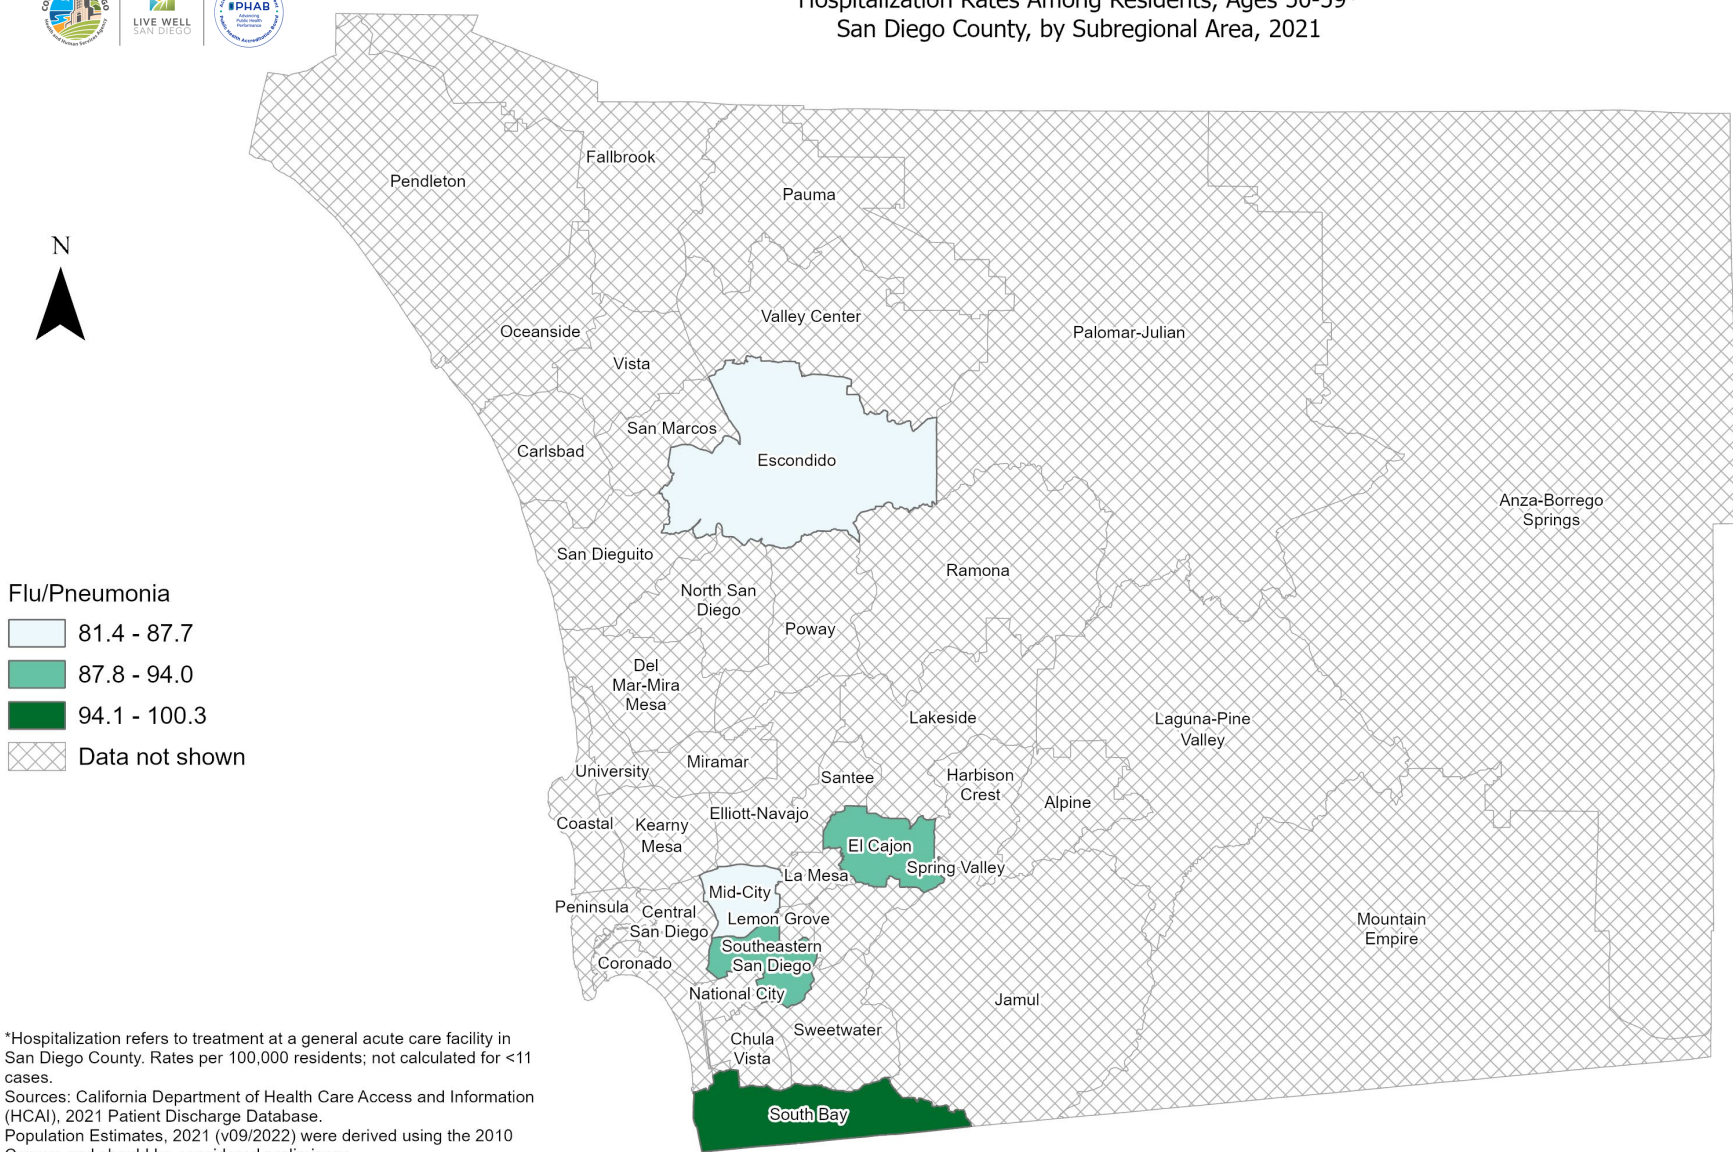 LIVE WELL
SAN DIEGO
PHAB
Advancing
Public Health
Performance
Hospitalization Rates Among Residents, Ages 50-59*
San Diego County, by Subregional Area, 2021
N
Fallbrook
Pendleton
Pauma
Valley Center
Oceanside
Palomar-Julian
Vista
San Marcos
Carlsbad
Escondido
Anza-Borrego
Springs
San Dieguito
Ramona
North San
Diego
Poway
Del
Mar-Mira
Mesa
Lakeside
Laguna-Pine
Valley
Miramar
University
Santee
Harbison
Crest
Alpine
Elliott-Navajo
Coastal
Kearny
Mesa
El Cajon
Spring Valley
La Mesa
Mid-City
Peninsula
Central
San Diego
Lemon Grove
Mountain
Empire
Southeastern
San Diego
Coronado
National City
Jamul
Sweetwater
Chula
Vista
South Bay
Flu/Pneumonia
81.4 - 87.7
87.8 - 94.0
94.1 - 100.3
Data not shown
*Hospitalization refers to treatment at a general acute care facility in
San Diego County. Rates per 100,000 residents; not calculated for <11
cases.
Sources: California Department of Health Care Access and Information
(HCAI), 2021 Patient Discharge Database.
Population Estimates, 2021 (v09/2022) were derived using the 2010